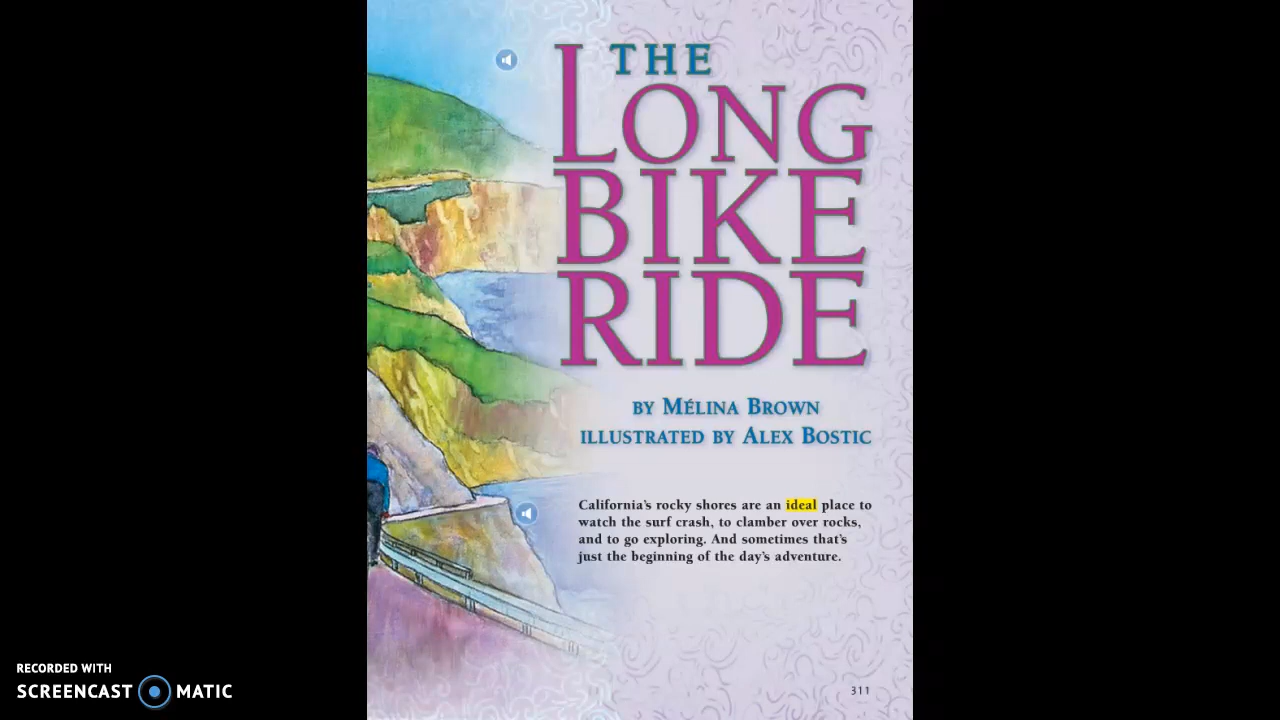 THE
LONG
BIKE
RIDE
BY MÉLINA BROWN
ILLUSTRATED BY ALEX BOSTIC
California's rocky shores are an ideal place to
watch the surf crash, to clamber over rocks,
and to go exploring. And sometimes that's
just the beginning of the day's adventure.
311
RECORDED WITH
SCREENCAST MATIC